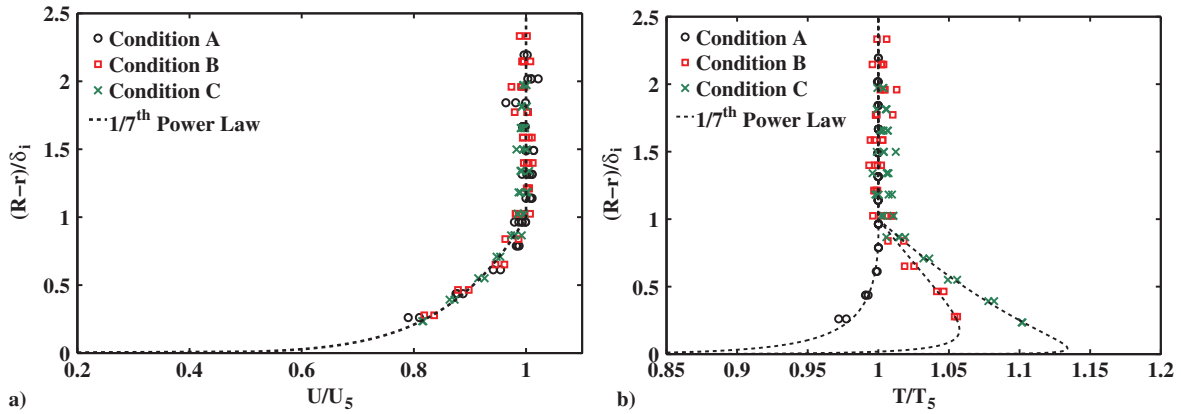 2.5
2
1.5
1
0.5
0
(R−r)/δi
Condition A
Condition B
Condition C
1/7th Power Law
0.2
0.4
0.6
0.8
1
U/U5
a)
2.5
2
1.5
1
0.5
0
(R−r)/δi
Condition A
Condition B
Condition C
1/7th Power Law
0.85
0.9
0.95
1
1.05
1.1
1.15
1.2
T/T5
b)